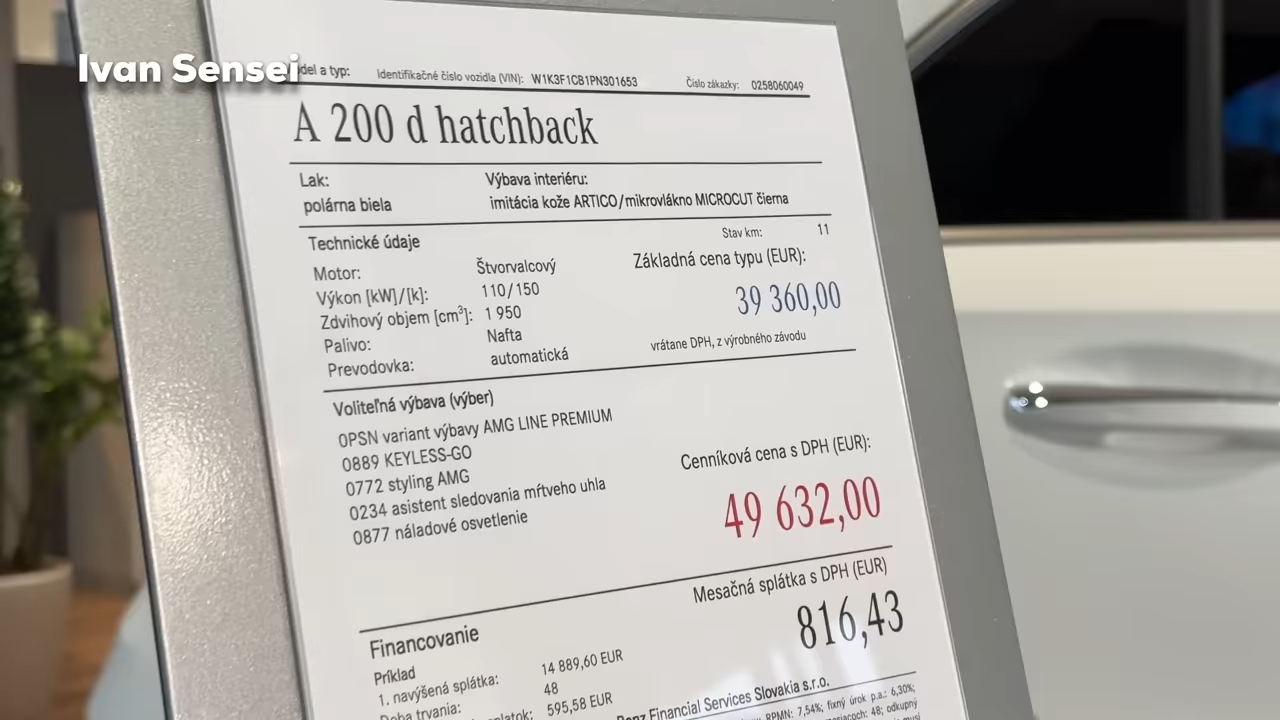 Ivan Sensei
del a typ: Identifikačné číslo vozidla (VIN): W1K3F1CB1PN301653 Číslo zákazky: 0258060049
A 200 d hatchback
Lak: Výbava interiéru:
polárna biela imitácia kože ARTICO/mikrovlákno MICROCUT čierna
Technické údaje Stav km: 11
Motor: Štvorvalcový Základná cena typu (EUR):
Výkon [kW]/[k]: 110/150 39 360,00
Zdvihový objem [cm³]: 1 950
Palivo: Nafta vrátane DPH, z výrobného závodu
Prevodovka: automatická
Voliteľná výbava (výber)
0PSN variant výbavy AMG LINE PREMIUM
0889 KEYLESS-GO Cenníková cena s DPH (EUR):
0772 styling AMG 49 632,00
0234 asistent sledovania mŕtveho uhla
0877 náladové osvetlenie
Mesačná splátka s DPH (EUR)
Financovanie 816,43
Príklad
1. navýšená splátka: 14 889,60 EUR
Doba trvania: 48
splatok: 595,58 EUR
Benz Financial Services Slovakia s.r.o.
RPMN: 7,54%; fixný úrok p.a.: 6,30%;
48; odkupný